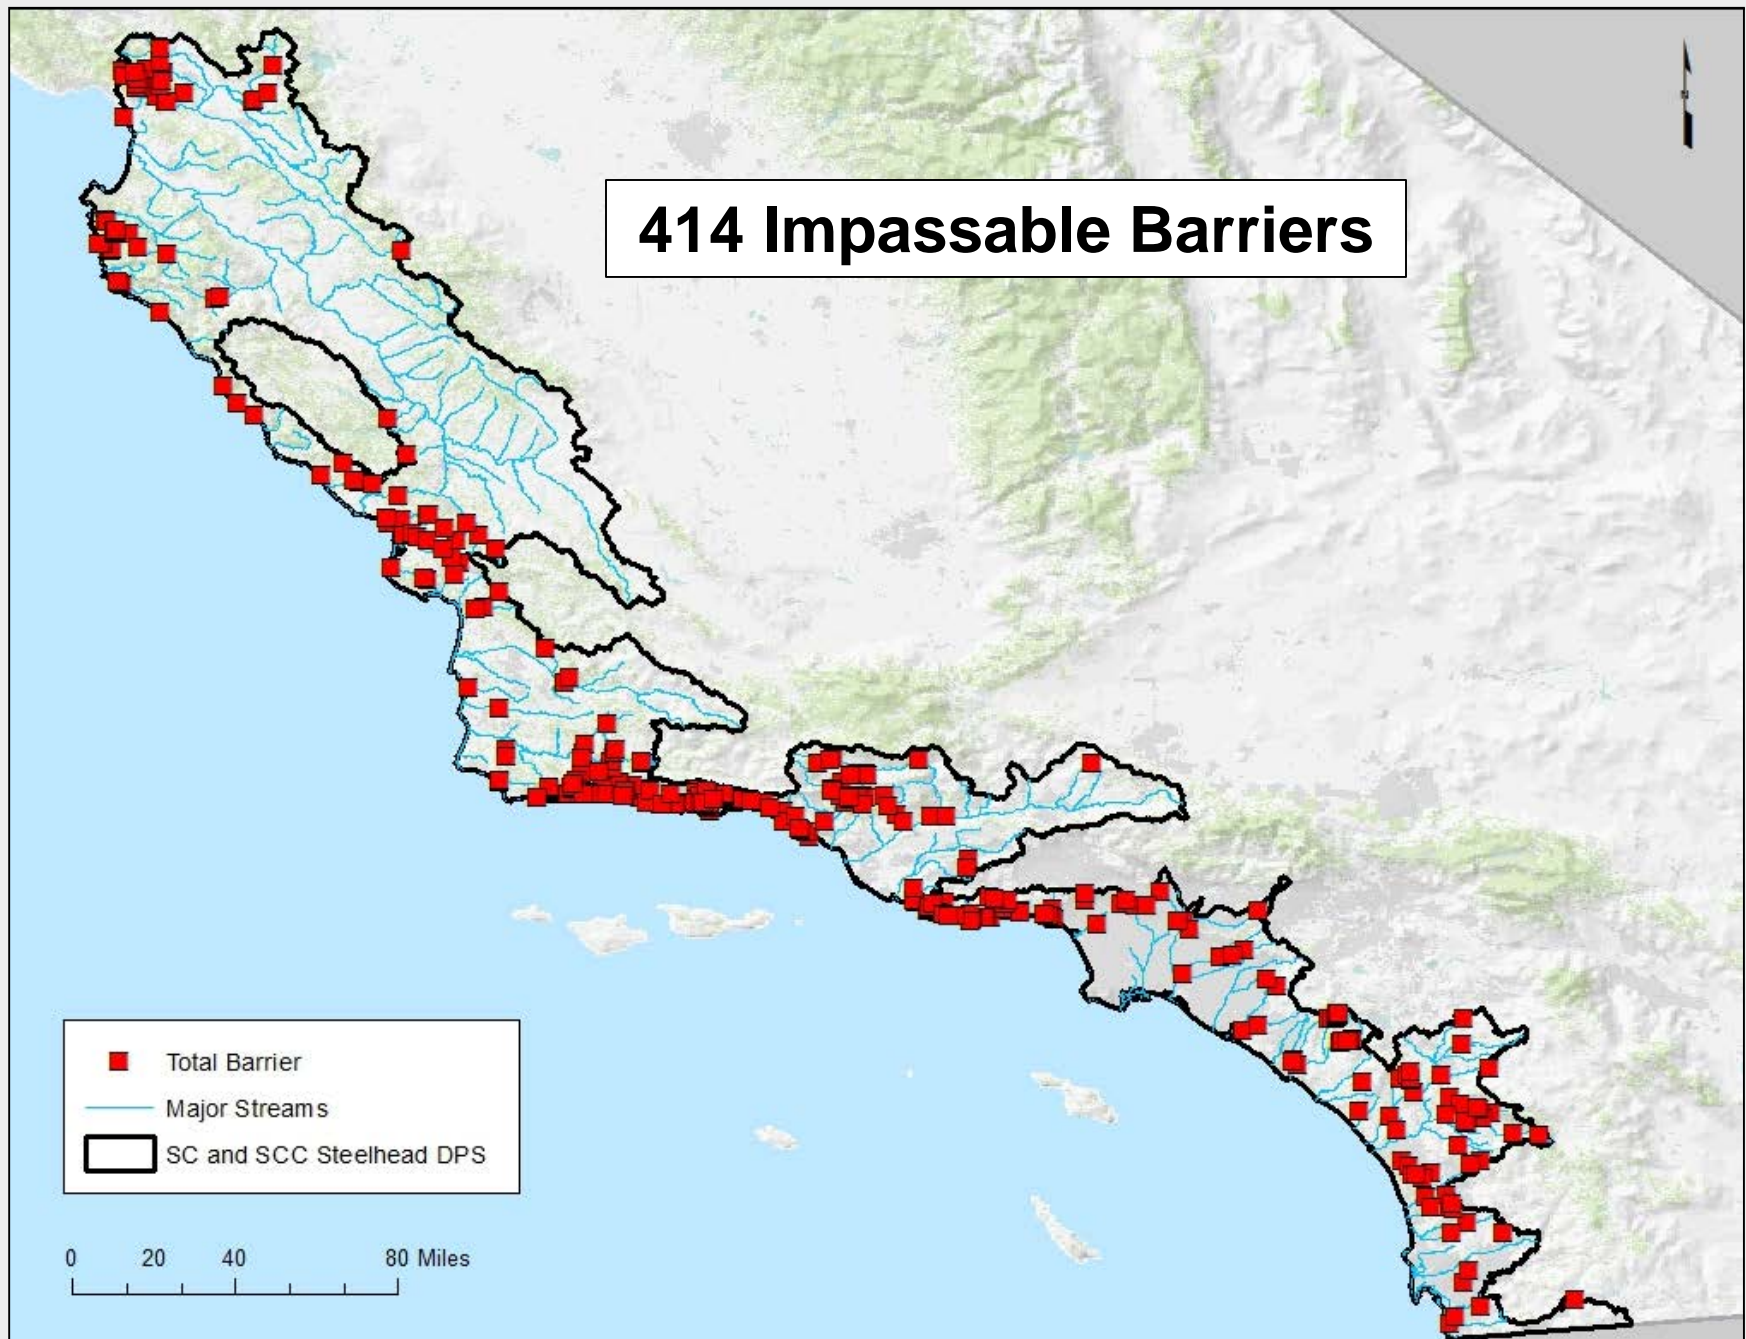 414 Impassable Barriers
N
Total Barrier
Major Streams
SC and SCC Steelhead DPS
0 20 40 80 Miles